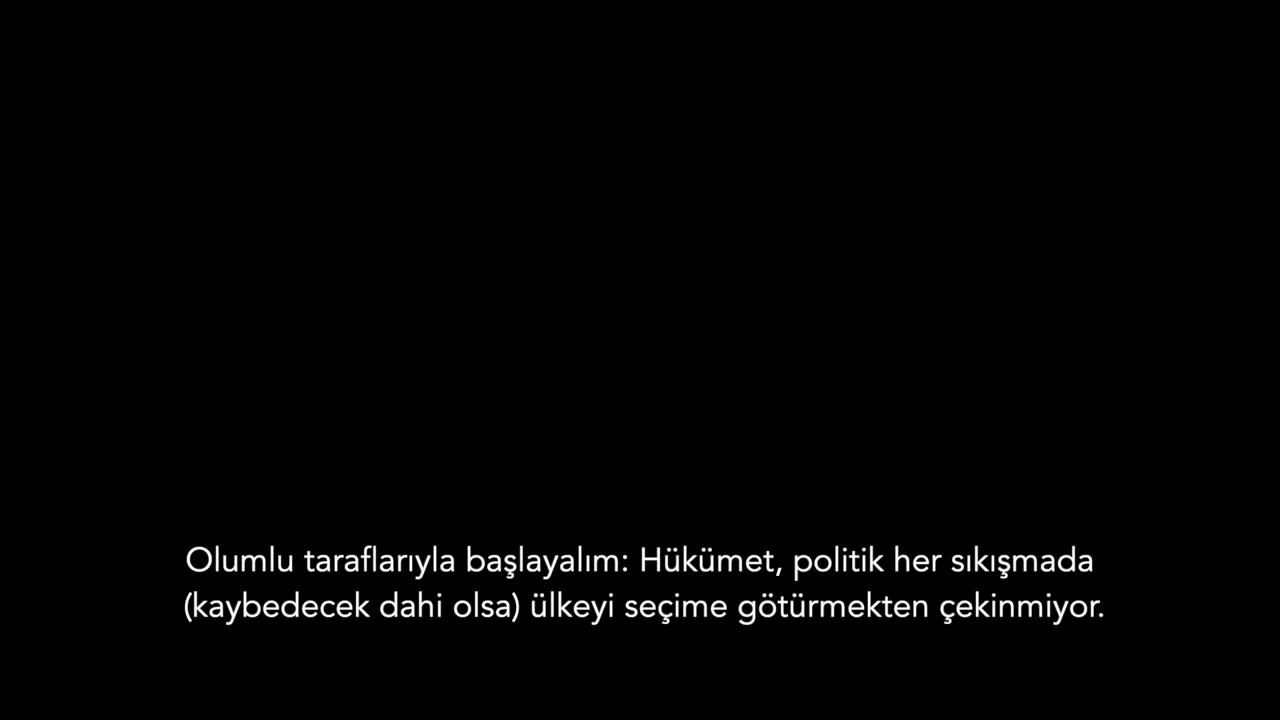 Olumlu taraflarıyla başlayalım: Hükümet, politik her sıkışmada
(kaybedecek dahi olsa) ülkeyi seçime götürmekten çekinmiyor.